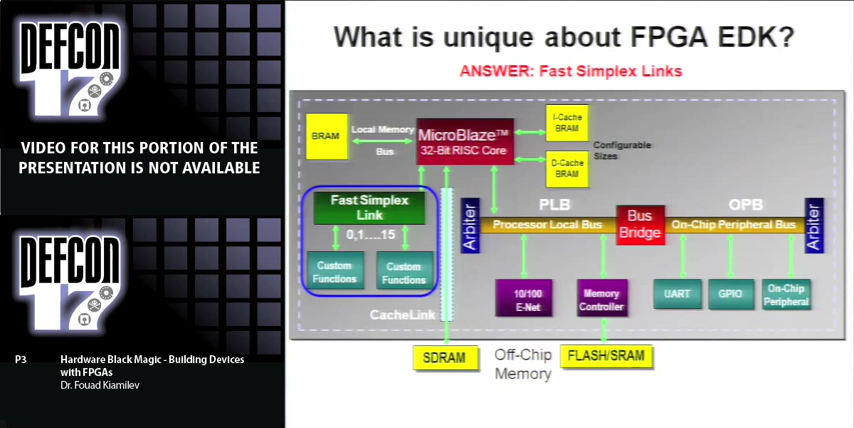 DEFCON
17
VIDEO FOR THIS PORTION OF THE
PRESENTATION IS NOT AVAILABLE
DEFCON
17
P3 Hardware Black Magic - Building Devices
with FPGAs
Dr. Fouad Kiamilev
What is unique about FPGA EDK?
ANSWER: Fast Simplex Links
BRAM
Local Memory
Bus
MicroBlaze™
32-Bit RISC Core
I-Cache
BRAM
D-Cache
BRAM
Configurable
Sizes
Fast Simplex
Link
0,1....15
Custom
Functions
Custom
Functions
CacheLink
Arbiter
PLB
Processor Local Bus
Bus
Bridge
OPB
On-Chip Peripheral Bus
Arbiter
10/100
E-Net
Memory
Controller
UART
GPIO
On-Chip
Peripheral
SDRAM
Off-Chip
Memory
FLASH/SRAM